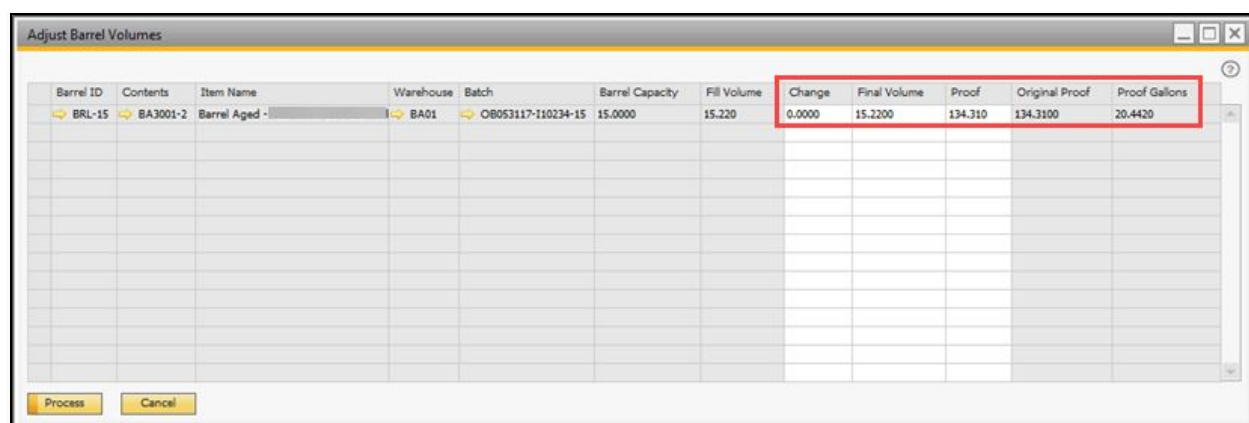 Adjust Barrel Volumes
Barrel ID Contents Item Name Warehouse Batch Barrel Capacity Fill Volume Change Final Volume Proof Original Proof Proof Gallons
BRL-15 BA3001-2 Barrel Aged - BA01 OB053117-I10234-15 15.0000 15.220 0.0000 15.2200 134.310 134.3100 20.4420
Process Cancel